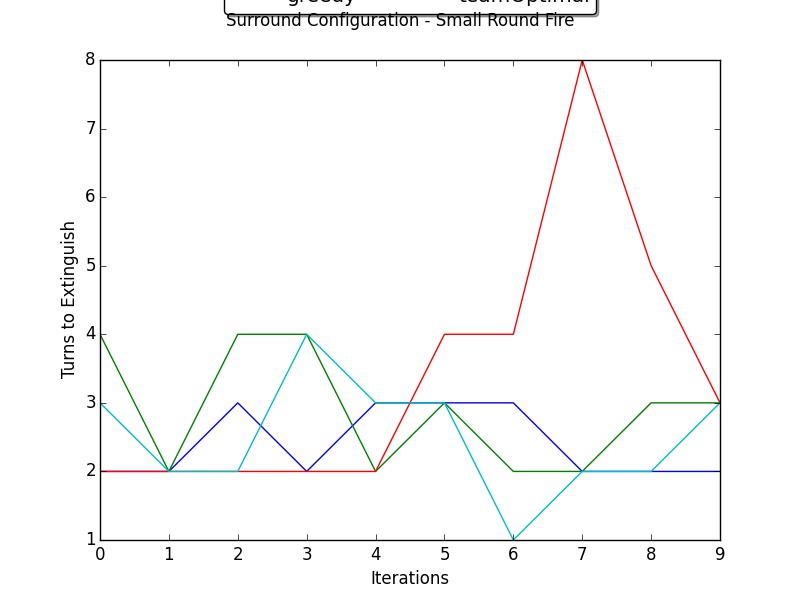 greedy teamOptimal
Surround Configuration - Small Round Fire
8
7
6
5
4
3
2
1
Turns to Extinguish
0 1 2 3 4 5 6 7 8 9
Iterations